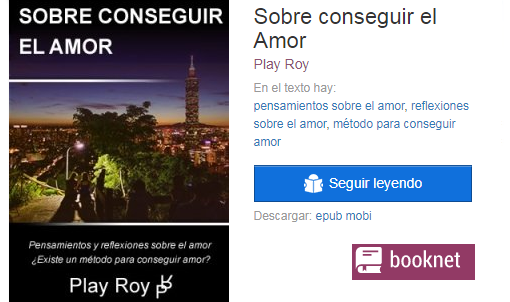 SOBRE CONSEGUIR
EL AMOR
Pensamientos y reflexiones sobre el amor
¿Existe un método para conseguir amor?
Play Roy
Sobre conseguir el
Amor
Play Roy
En el texto hay:
pensamientos sobre el amor, reflexiones
sobre el amor, método para conseguir
amor
Seguir leyendo
Descargar: epub mobi
booknet